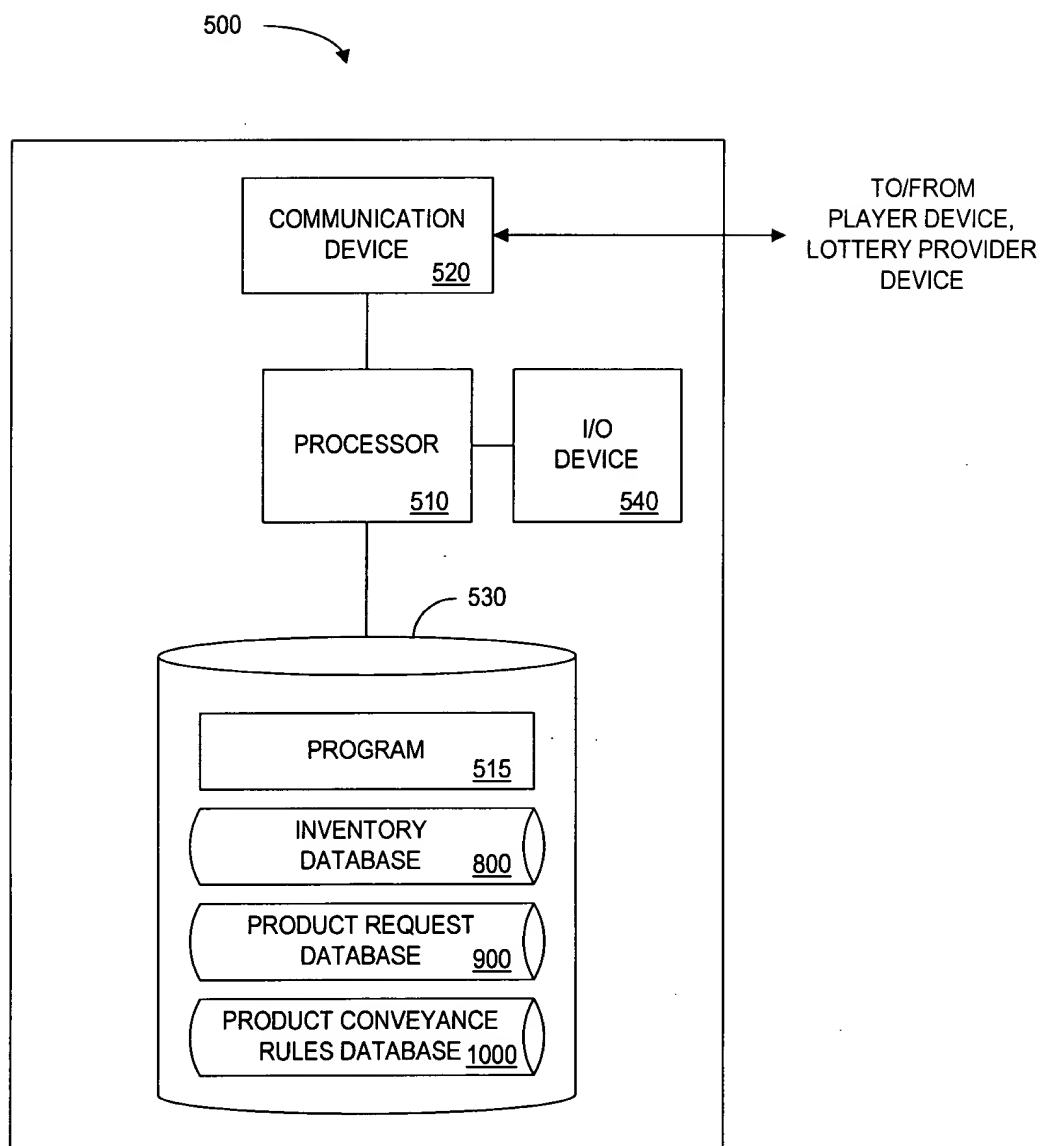 500
COMMUNICATION
DEVICE
520
TO/FROM
PLAYER DEVICE,
LOTTERY PROVIDER
DEVICE
PROCESSOR
510
I/O
DEVICE
540
530
PROGRAM
515
INVENTORY
DATABASE
800
PRODUCT REQUEST
DATABASE
900
PRODUCT CONVEYANCE
RULES DATABASE
1000